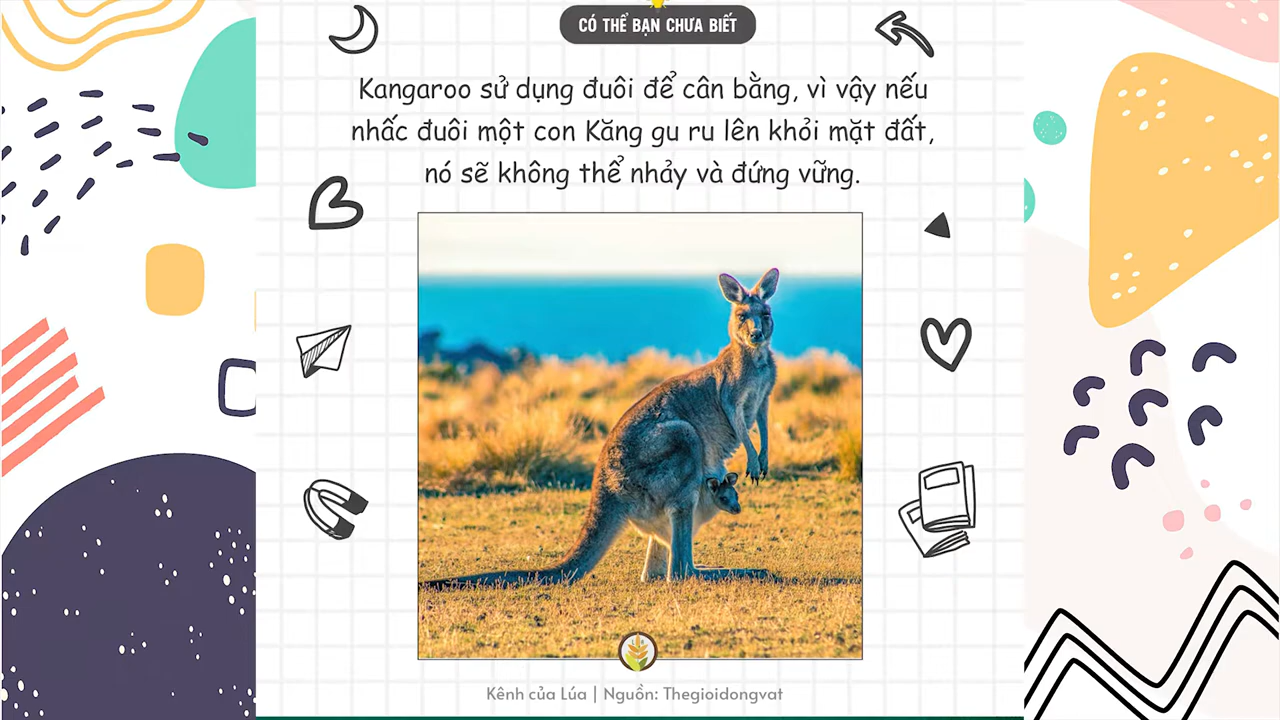 CÓ THỂ BẠN CHƯA BIẾT
Kangaroo sử dụng đuôi để cân bằng, vì vậy nếu
nhấc đuôi một con Kăng gu ru lên khỏi mặt đất,
nó sẽ không thể nhảy và đứng vững.
Kênh của Lúa | Nguồn: Thegioidongvat